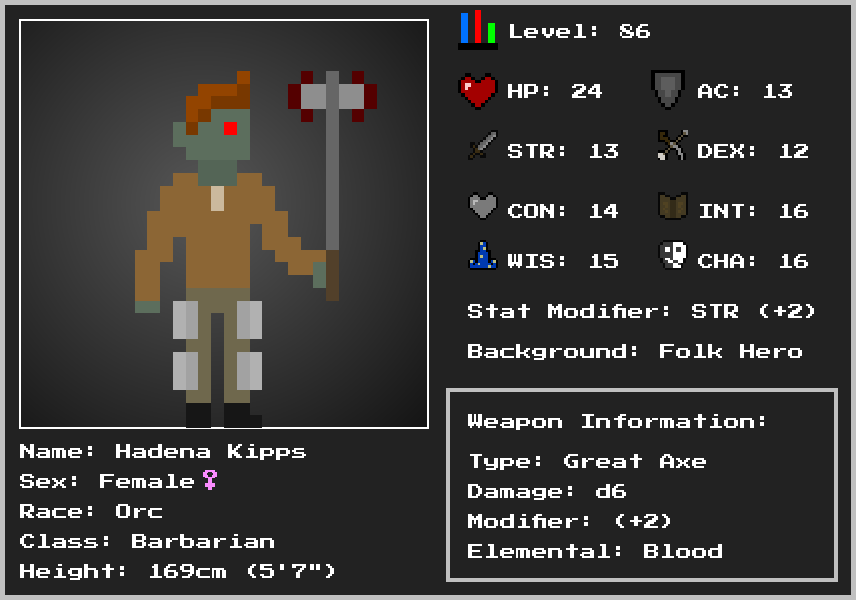 Level: 86
HP: 24
AC: 13
STR: 13
DEX: 12
CON: 14
INT: 16
WIS: 15
CHA: 16
Stat Modifier: STR (+2)
Background: Folk Hero
Name: Hadena Kipps
Sex: Female♀
Race: Orc
Class: Barbarian
Height: 169cm (5'7")
Weapon Information:
Type: Great Axe
Damage: d6
Modifier: (+2)
Elemental: Blood